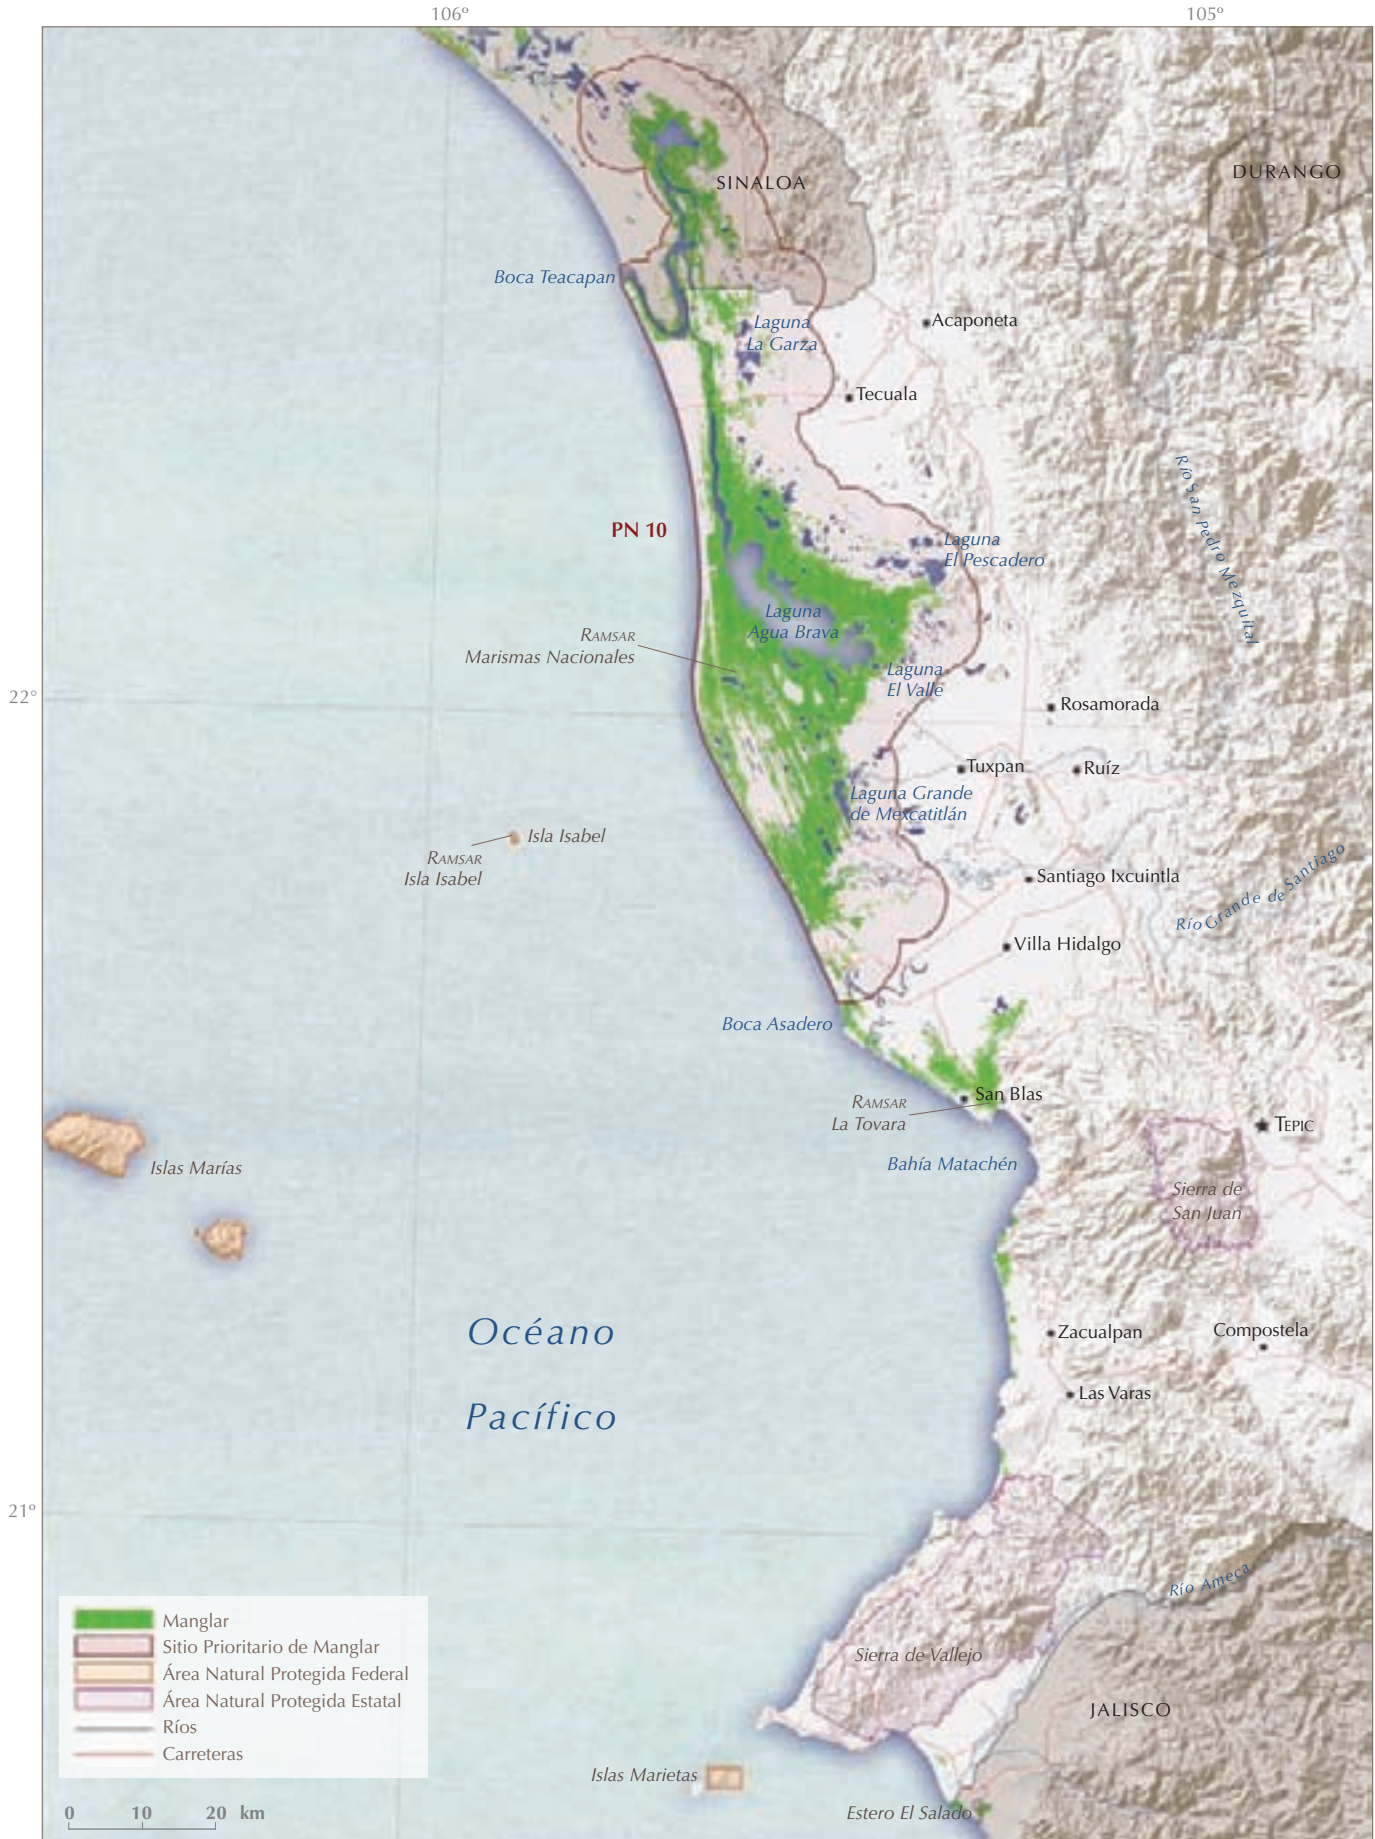 106º
105º
SINALOA
DURANGO
Boca Teacapan
Laguna
La Garza
Acaponeta
Tecuala
Río San Pedro Mezquital
PN 10
Laguna
El Pescadero
Laguna
Agua Brava
RAMSAR
Marismas Nacionales
Laguna
El Valle
22º
Rosamorada
Tuxpan
Ruíz
Laguna Grande
de Mexcatitlán
Isla Isabel
RAMSAR
Isla Isabel
Santiago Ixcuintla
Río Grande de Santiago
Villa Hidalgo
Boca Asadero
San Blas
RAMSAR
La Tovara
TEPIC
Islas Marías
Bahía Matachén
Sierra de
San Juan
Océano
Pacífico
Zacualpan
Compostela
Las Varas
21º
Río Ameca
Sierra de Vallejo
JALISCO
Manglar
Sitio Prioritario de Manglar
Área Natural Protegida Federal
Área Natural Protegida Estatal
Ríos
Carreteras
Islas Marietas
Estero El Salado
0 10 20 km